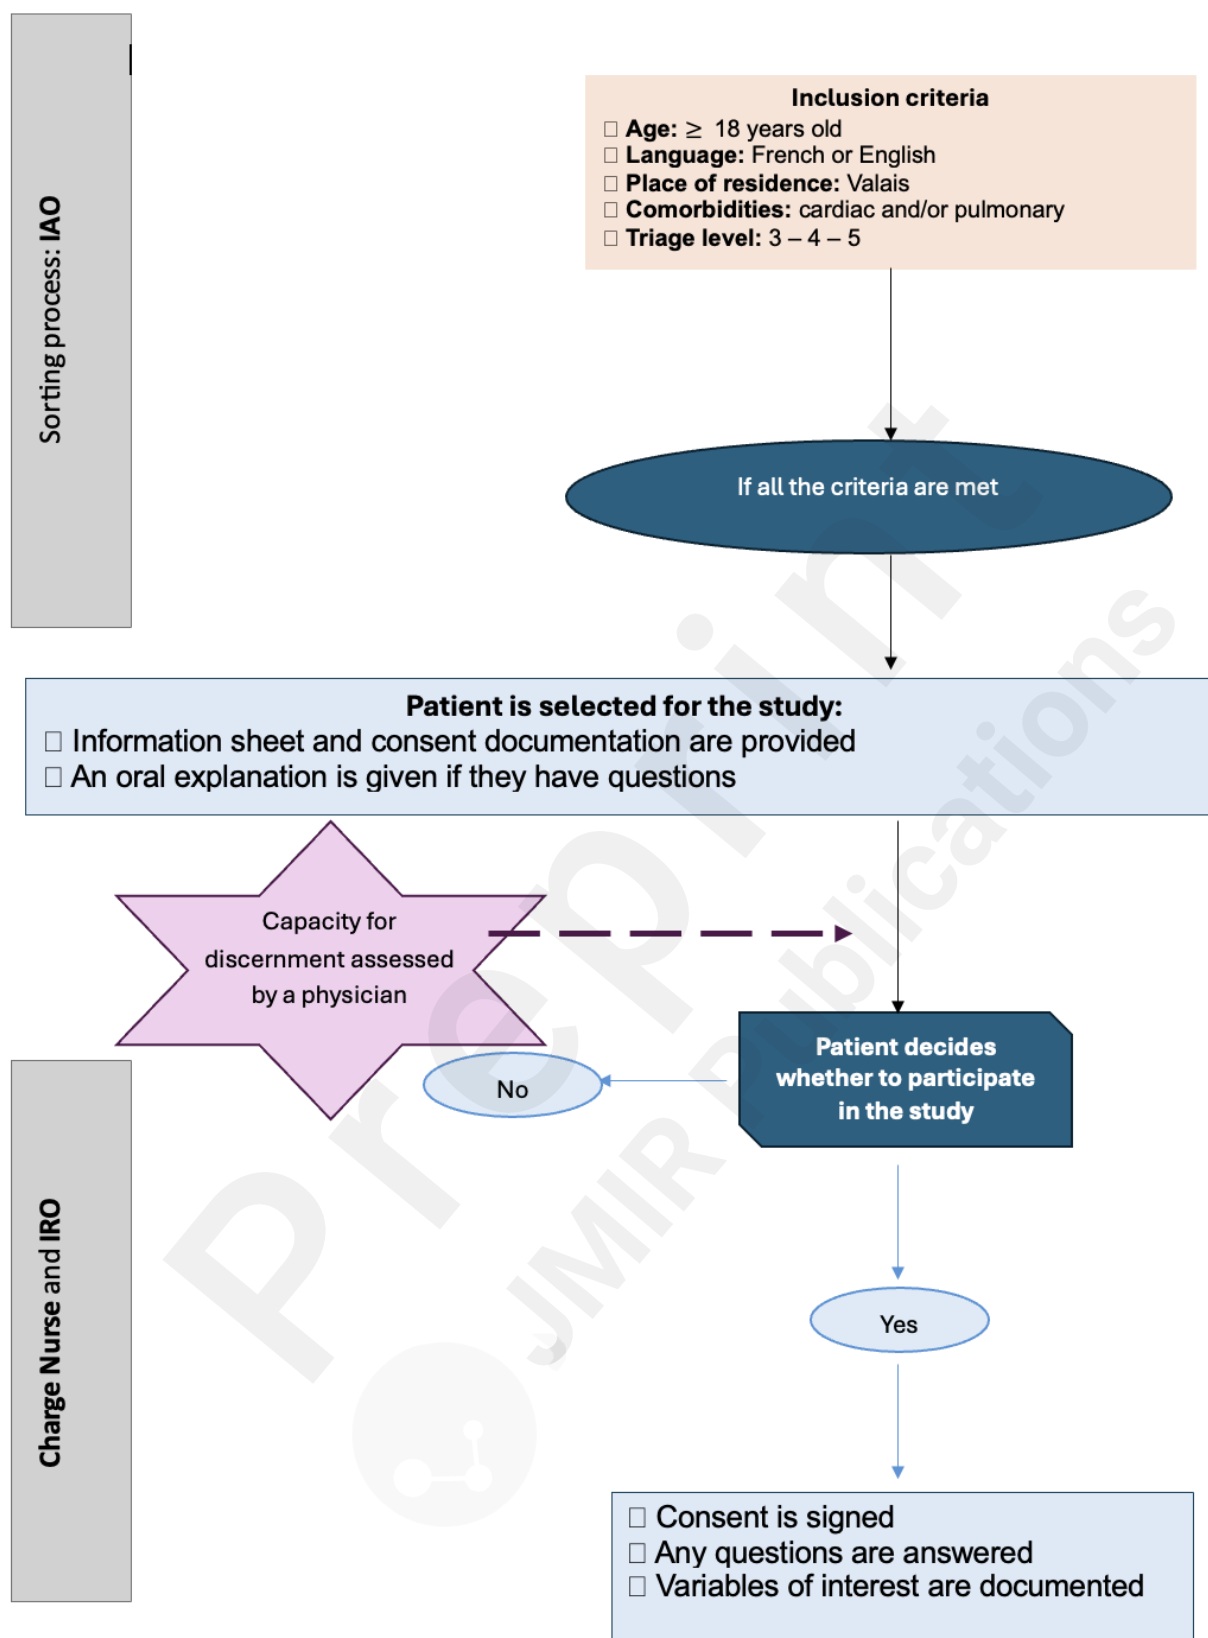 Sorting process: IAO
Inclusion criteria
☐ Age: ≥ 18 years old
☐ Language: French or English
☐ Place of residence: Valais
☐ Comorbidities: cardiac and/or pulmonary
☐ Triage level: 3 – 4 – 5
If all the criteria are met
Patient is selected for the study:
☐ Information sheet and consent documentation are provided
☐ An oral explanation is given if they have questions
Capacity for
discernment assessed
by a physician
Patient decides
whether to participate
in the study
No
Charge Nurse and IRO
Yes
☐ Consent is signed
☐ Any questions are answered
☐ Variables of interest are documented
Preprint
JMIR Publications